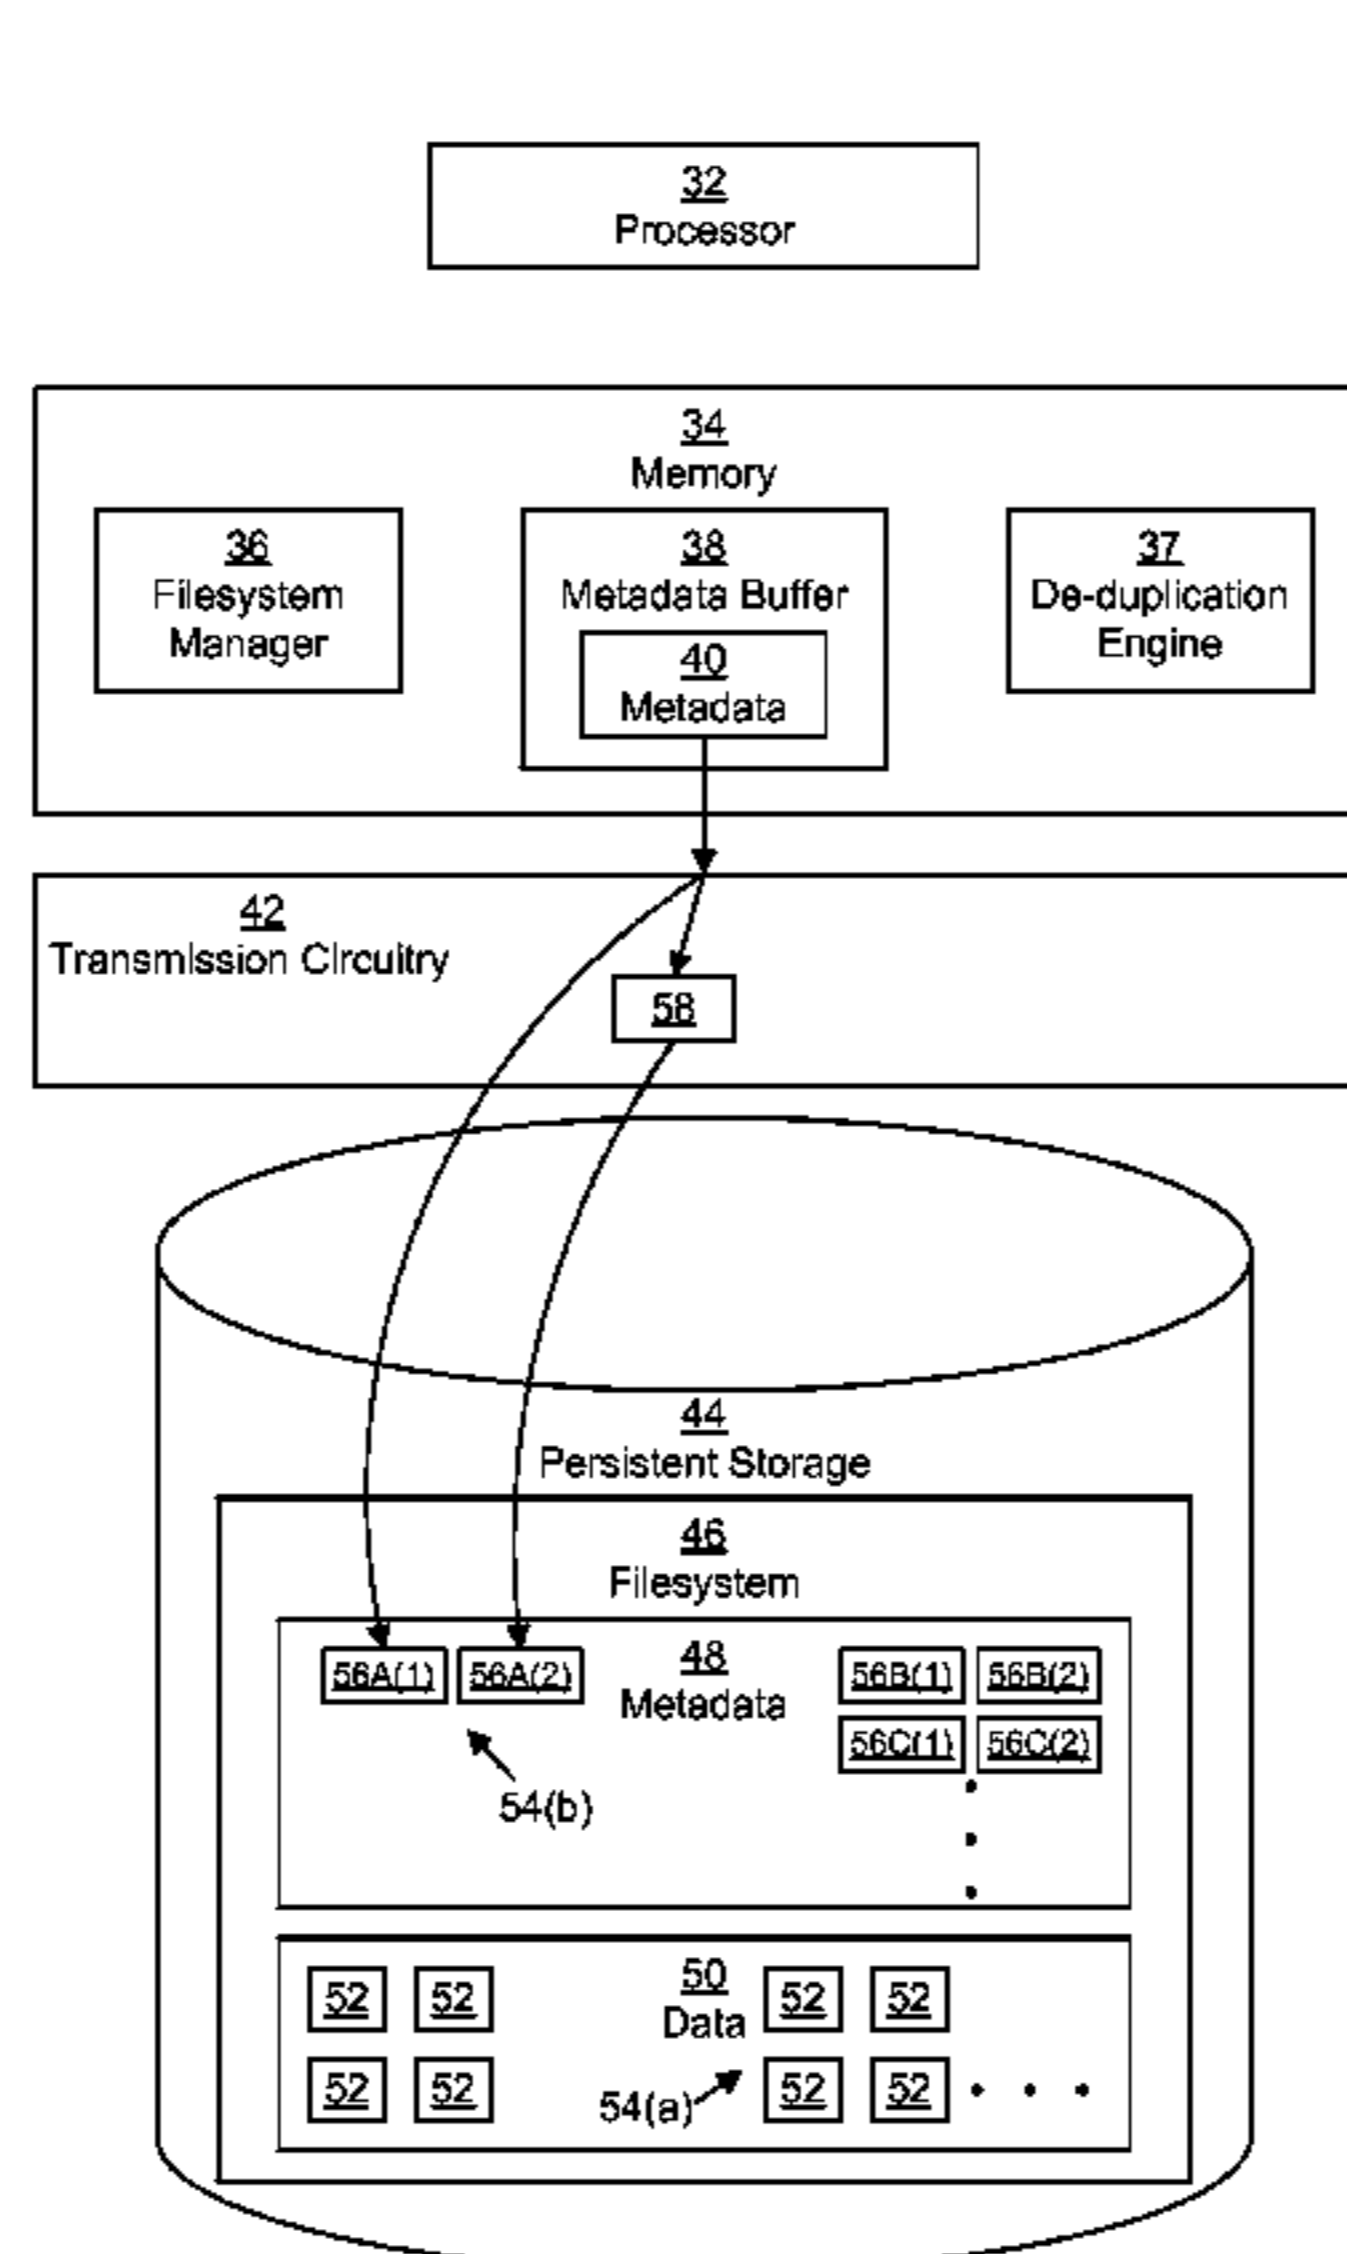 32
Processor
34
Memory
36
Filesystem
Manager
38
Metadata Buffer
40
Metadata
37
De-duplication
Engine
42
Transmission Circuitry
58
44
Persistent Storage
46
Filesystem
56A(1) 56A(2)
48
Metadata
56B(1) 56B(2)
56C(1) 56C(2)
54(b)
50
Data
52 52 52 52
52 52 52 52
54(a)